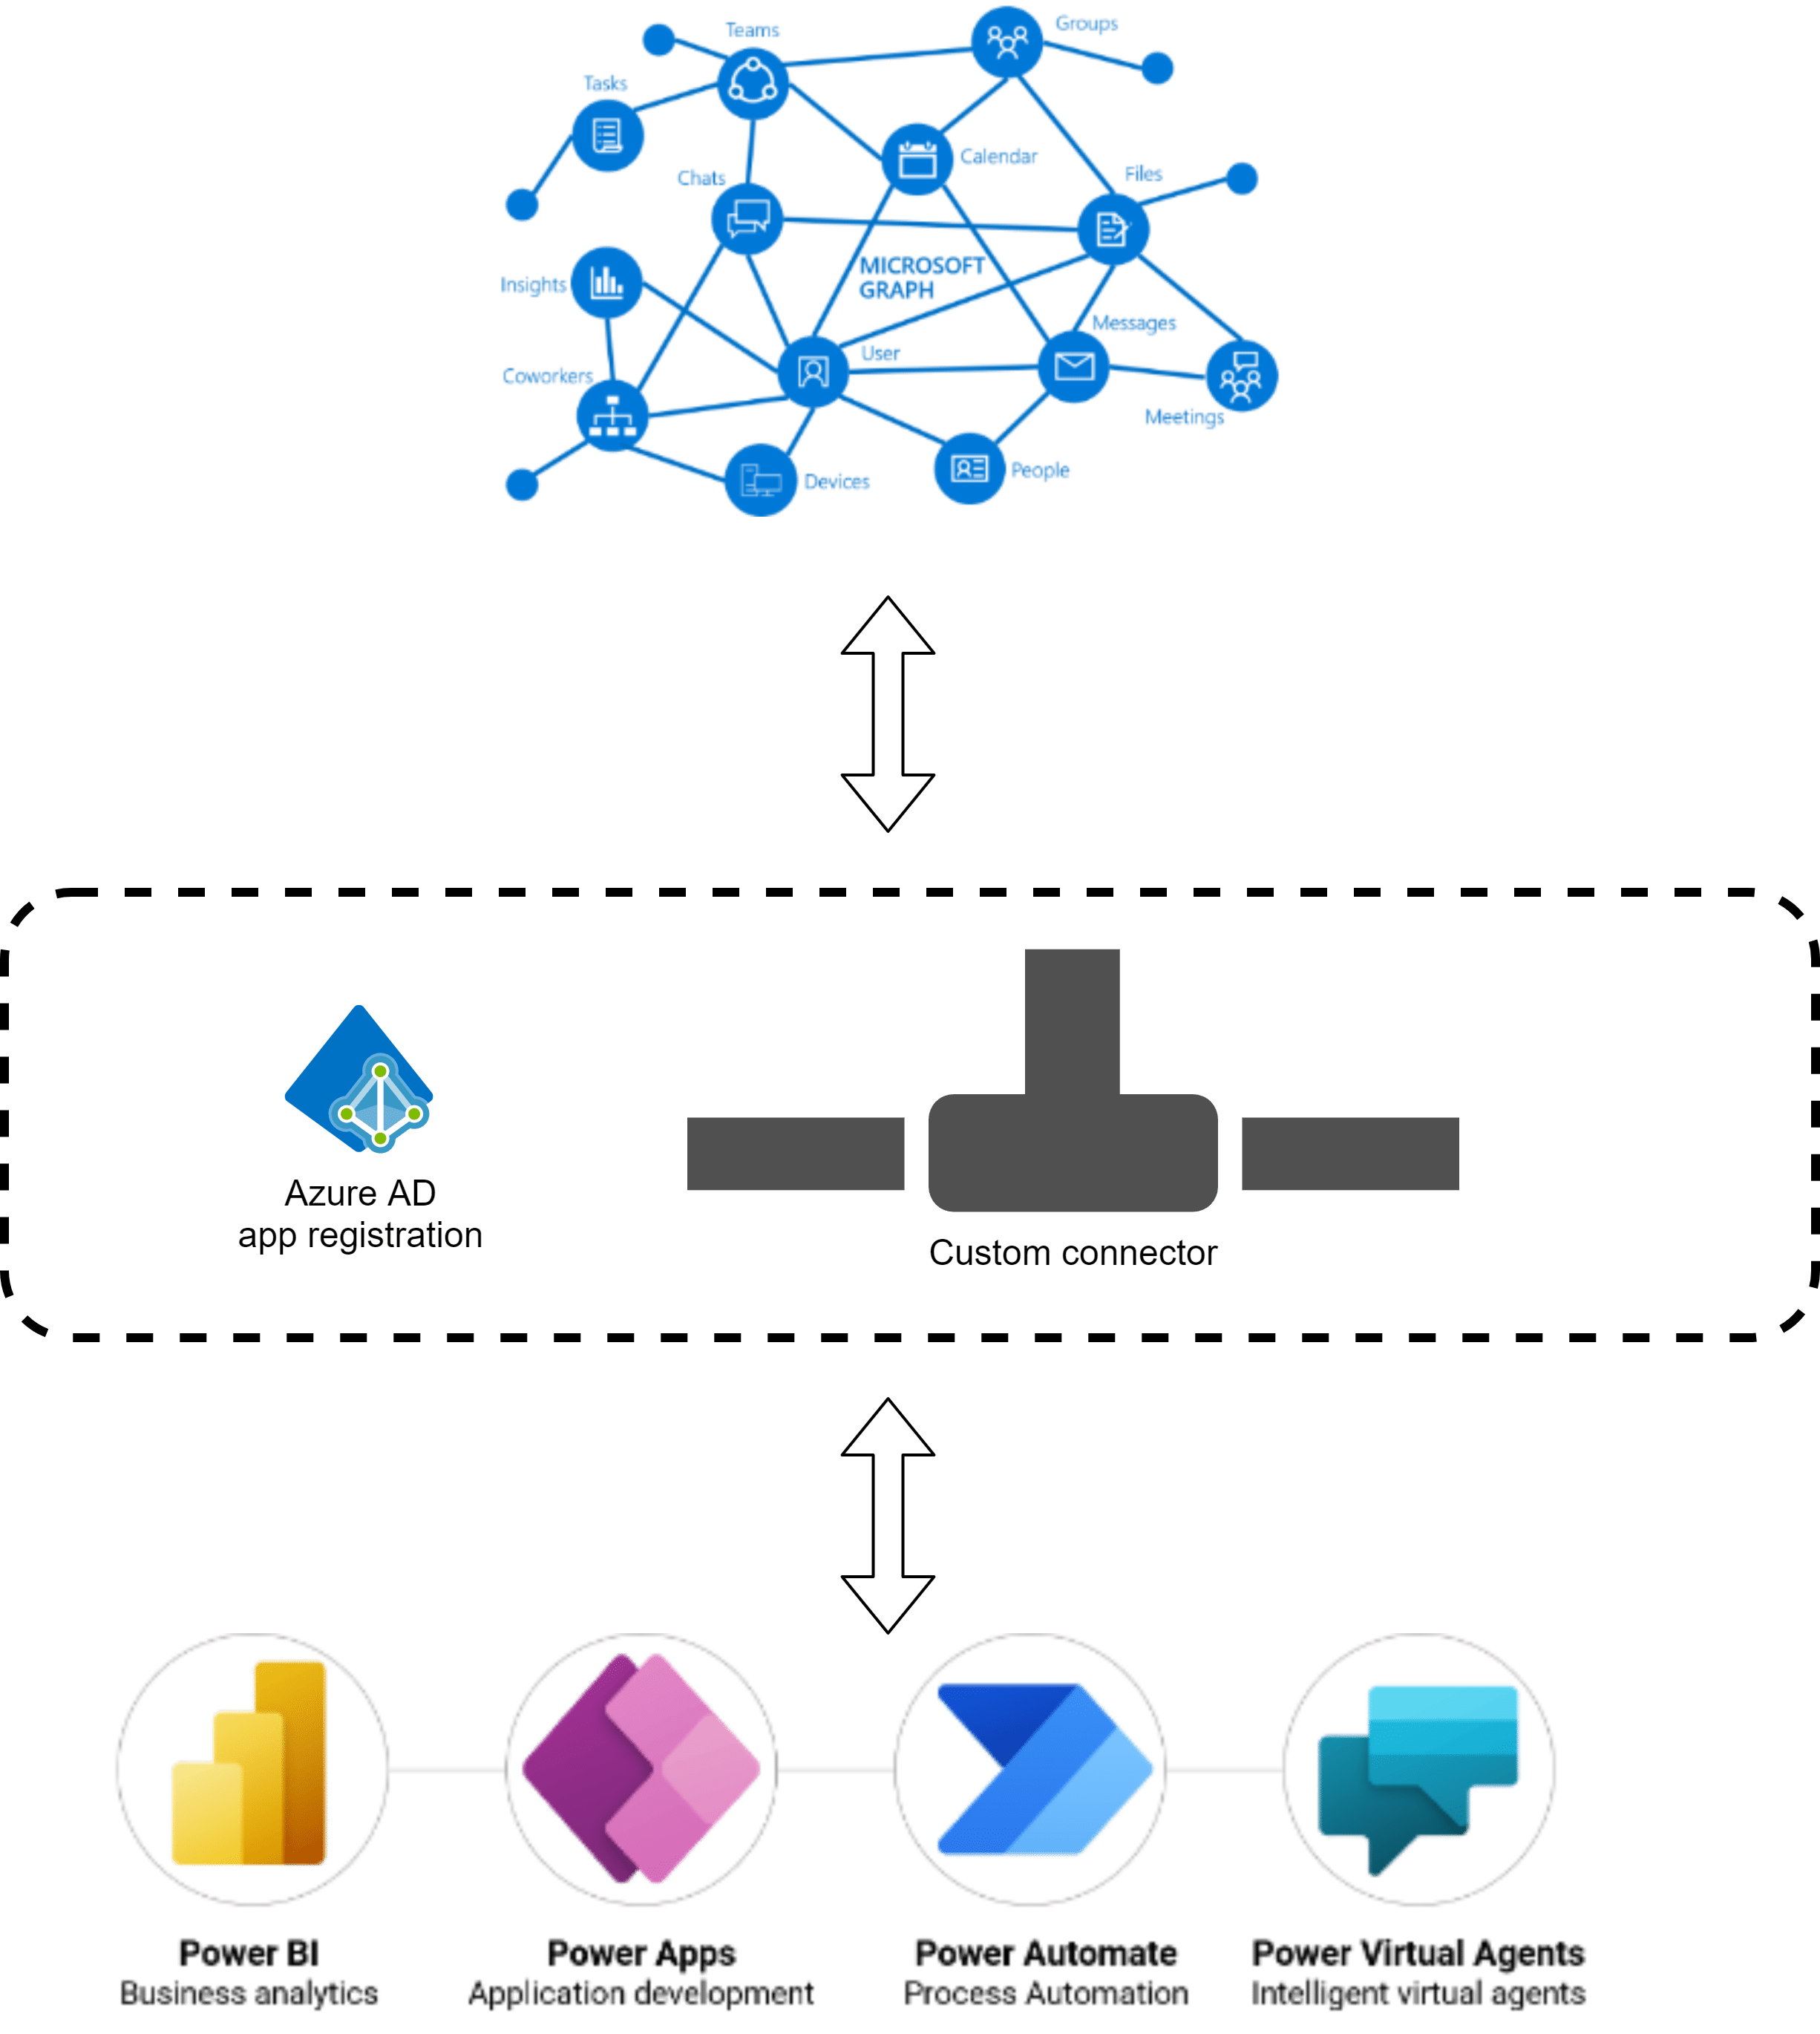 Teams
Groups
Tasks
Calendar
Chats
Files
MICROSOFT
GRAPH
Insights
Messages
User
Coworkers
Meetings
People
Devices
Azure AD
app registration
Custom connector
Power BI
Business analytics
Power Apps
Application development
Power Automate
Process Automation
Power Virtual Agents
Intelligent virtual agents